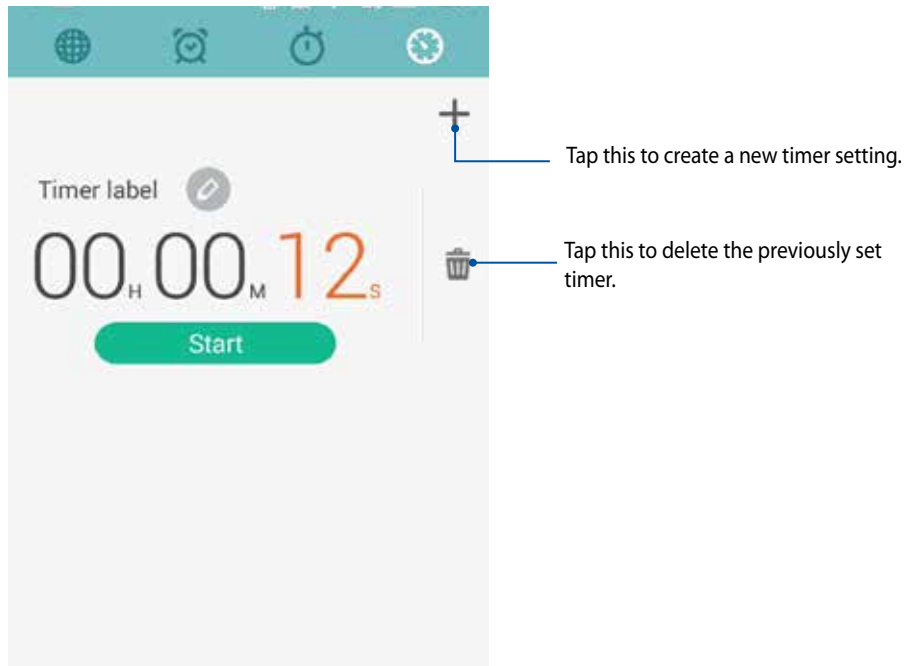 Tap this to create a new timer setting.
Timer label
00H 00M 12S
Tap this to delete the previously set
timer.
Start